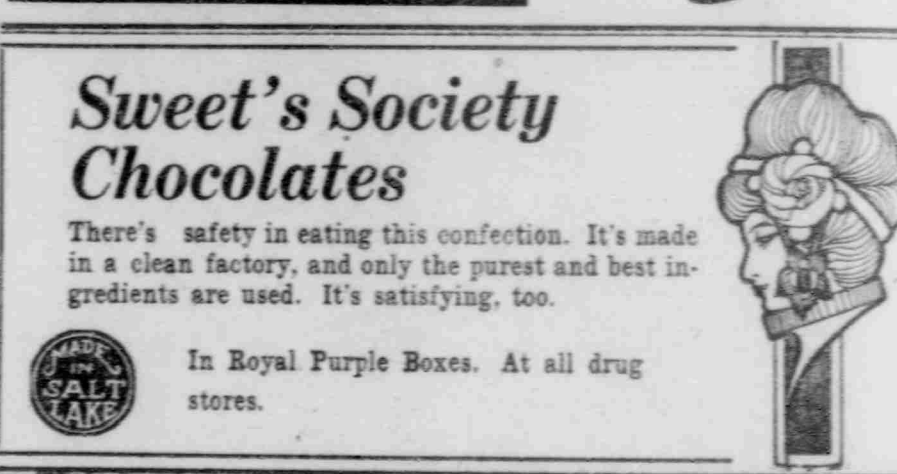 Sweet's Society
Chocolates
There's safety in eating this confection. It's made
in a clean factory, and only the purest and best in-
gredients are used. It's satisfying, too.
MADE
IN
SALT
LAKE
In Royal Purple Boxes. At all drug
stores.